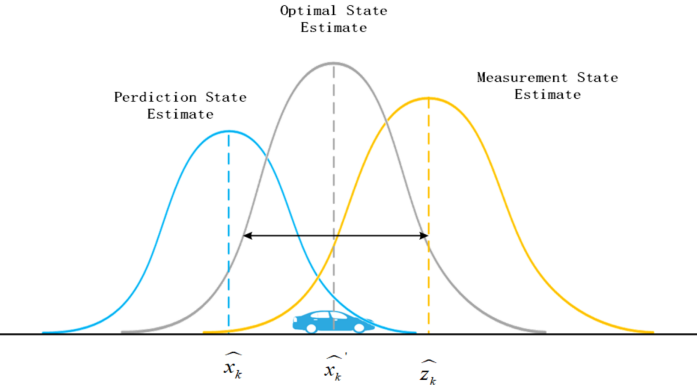 Optimal State
Estimate
Measurement State
Estimate
Perdiction State
Estimate
x̂ₖ
x̂ₖ'
ẑₖ